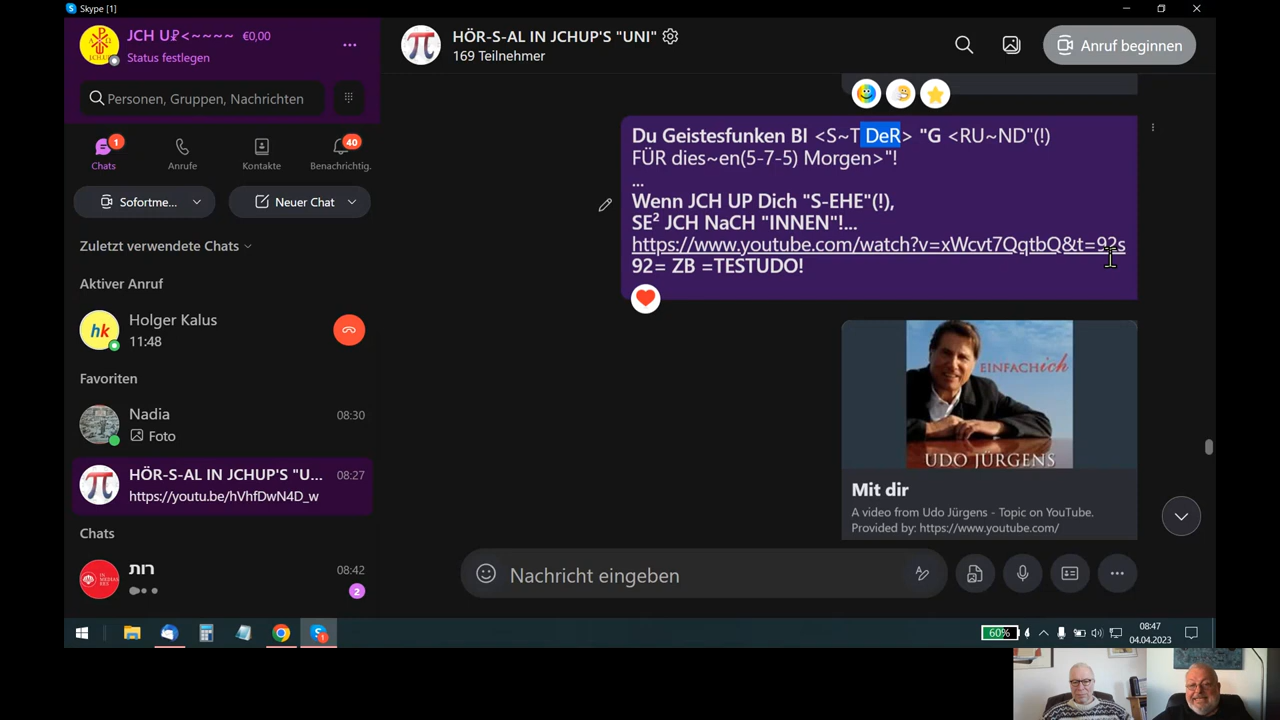 Skype [1]
JCH U₽<~~~~ €0,00
Status festlegen
Personen, Gruppen, Nachrichten
1
40
Chats
Anrufe
Kontakte
Benachrichtig.
Sofortme...
Neuer Chat
Zuletzt verwendete Chats
Aktiver Anruf
hk
Holger Kalus
11:48
Favoriten
Nadia
08:30
Foto
HÖR-S-AL IN JCHUP'S "U...
08:27
https://youtu.be/hVhfDwN4D_w
Chats
רות
08:42
2
HÖR-S-AL IN JCHUP'S "UNI"
169 Teilnehmer
Anruf beginnen
Du Geistesfunken BI <S~T DeR> "G <RU~ND"(!)
FÜR dies~en(5-7-5) Morgen>"!
...
Wenn JCH UP Dich "S-EHE"(!),
SE² JCH NaCH "INNEN"!...
https://www.youtube.com/watch?v=xWcvt7QqtbQ&t=92s
92= ZB =TESTUDO!
EINFACHich
UDO JÜRGENS
Mit dir
A video from Udo Jürgens - Topic on YouTube.
Provided by: https://www.youtube.com/
Nachricht eingeben
60%
08:47
04.04.2023